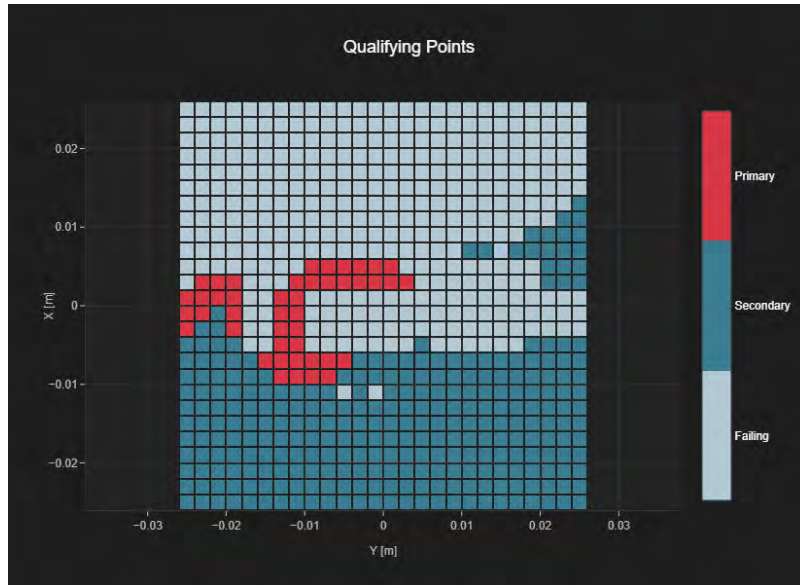 Qualifying Points
X [m]
0.02
0.01
0
−0.01
−0.02
−0.03
−0.02
−0.01
0
0.01
0.02
0.03
Y [m]
Primary
Secondary
Failing